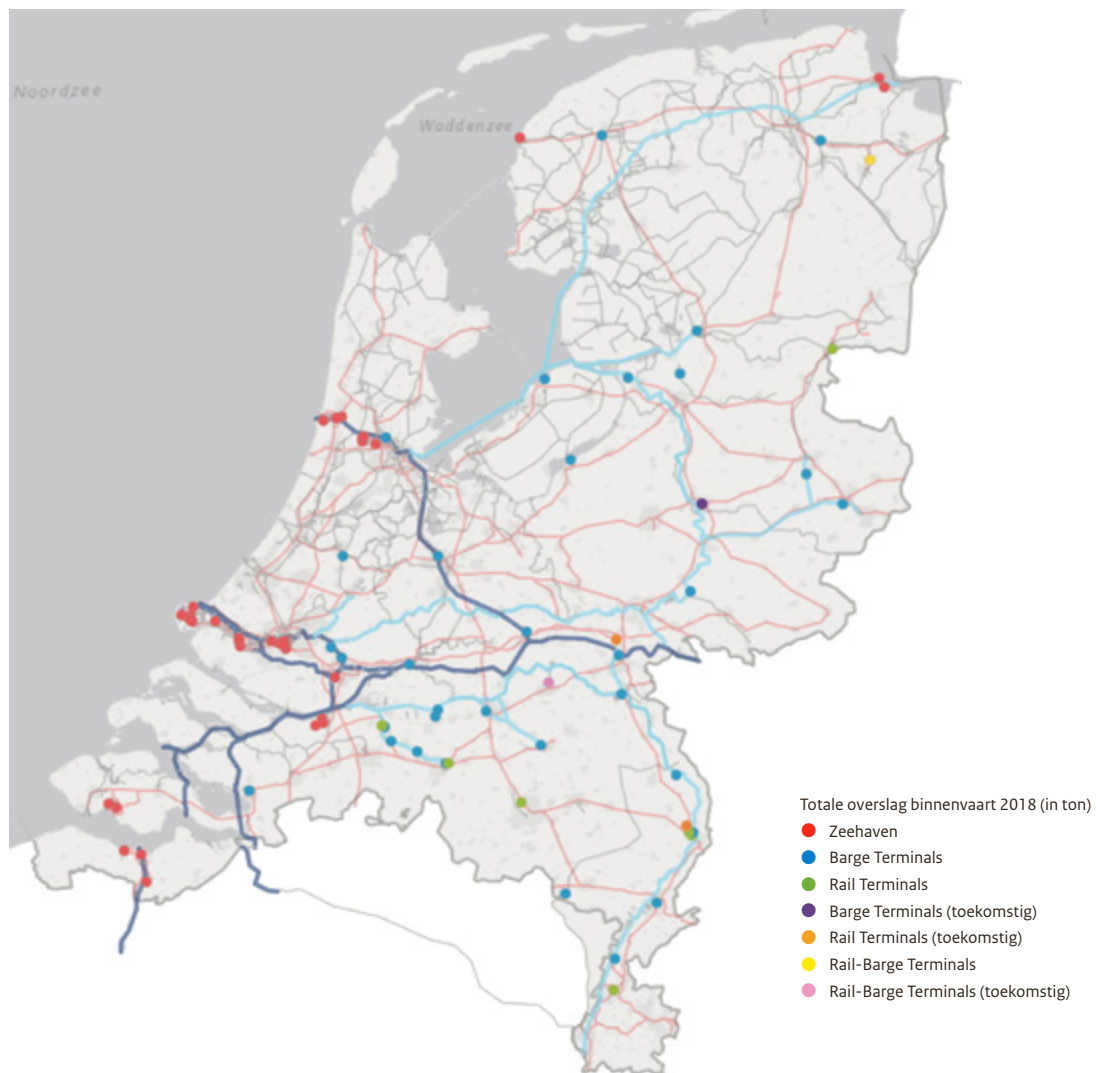 Noordzee
Waddenzee
Totale overslag binnenvaart 2018 (in ton)
Zeehaven
Barge Terminals
Rail Terminals
Barge Terminals (toekomstig)
Rail Terminals (toekomstig)
Rail-Barge Terminals
Rail-Barge Terminals (toekomstig)